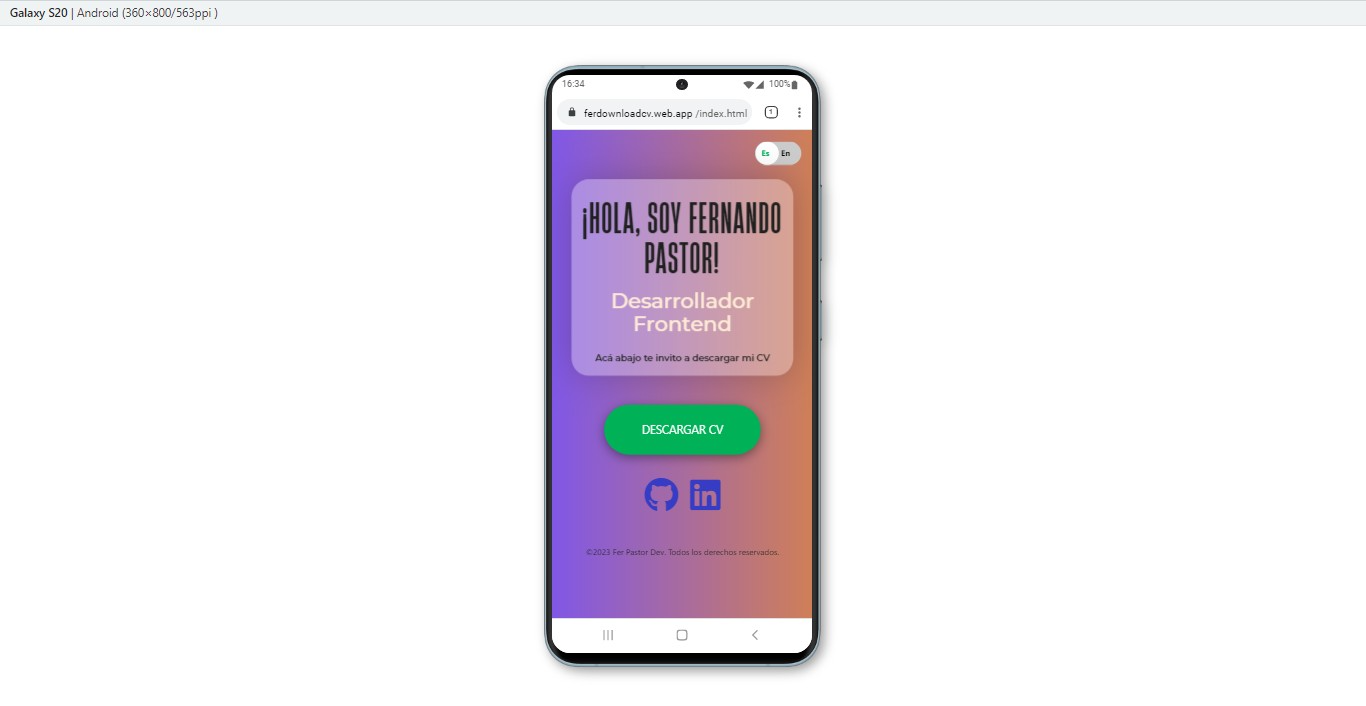 Galaxy S20 | Android (360×800/563ppi )
16:34
100%
ferdownloadcv.web.app /index.html
1
Es En
¡HOLA, SOY FERNANDO
PASTOR!
Desarrollador
Frontend
Acá abajo te invito a descargar mi CV
DESCARGAR CV
in
©2023 Fer Pastor Dev. Todos los derechos reservados.